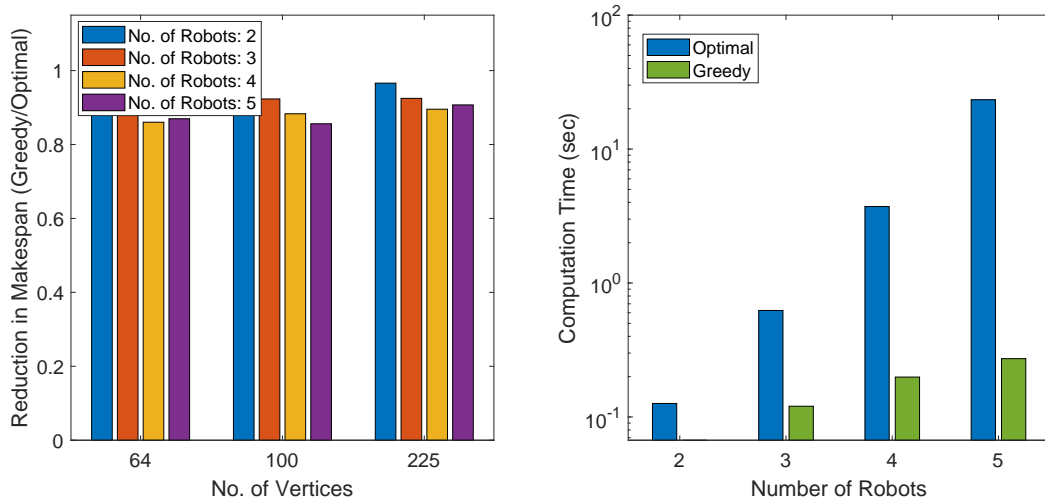 No. of Robots: 2
No. of Robots: 3
No. of Robots: 4
No. of Robots: 5
Reduction in Makespan (Greedy/Optimal)
1
0.8
0.6
0.4
0.2
0
64 100 225
No. of Vertices
Optimal
Greedy
Computation Time (sec)
10^2
10^1
10^0
10^-1
2 3 4 5
Number of Robots